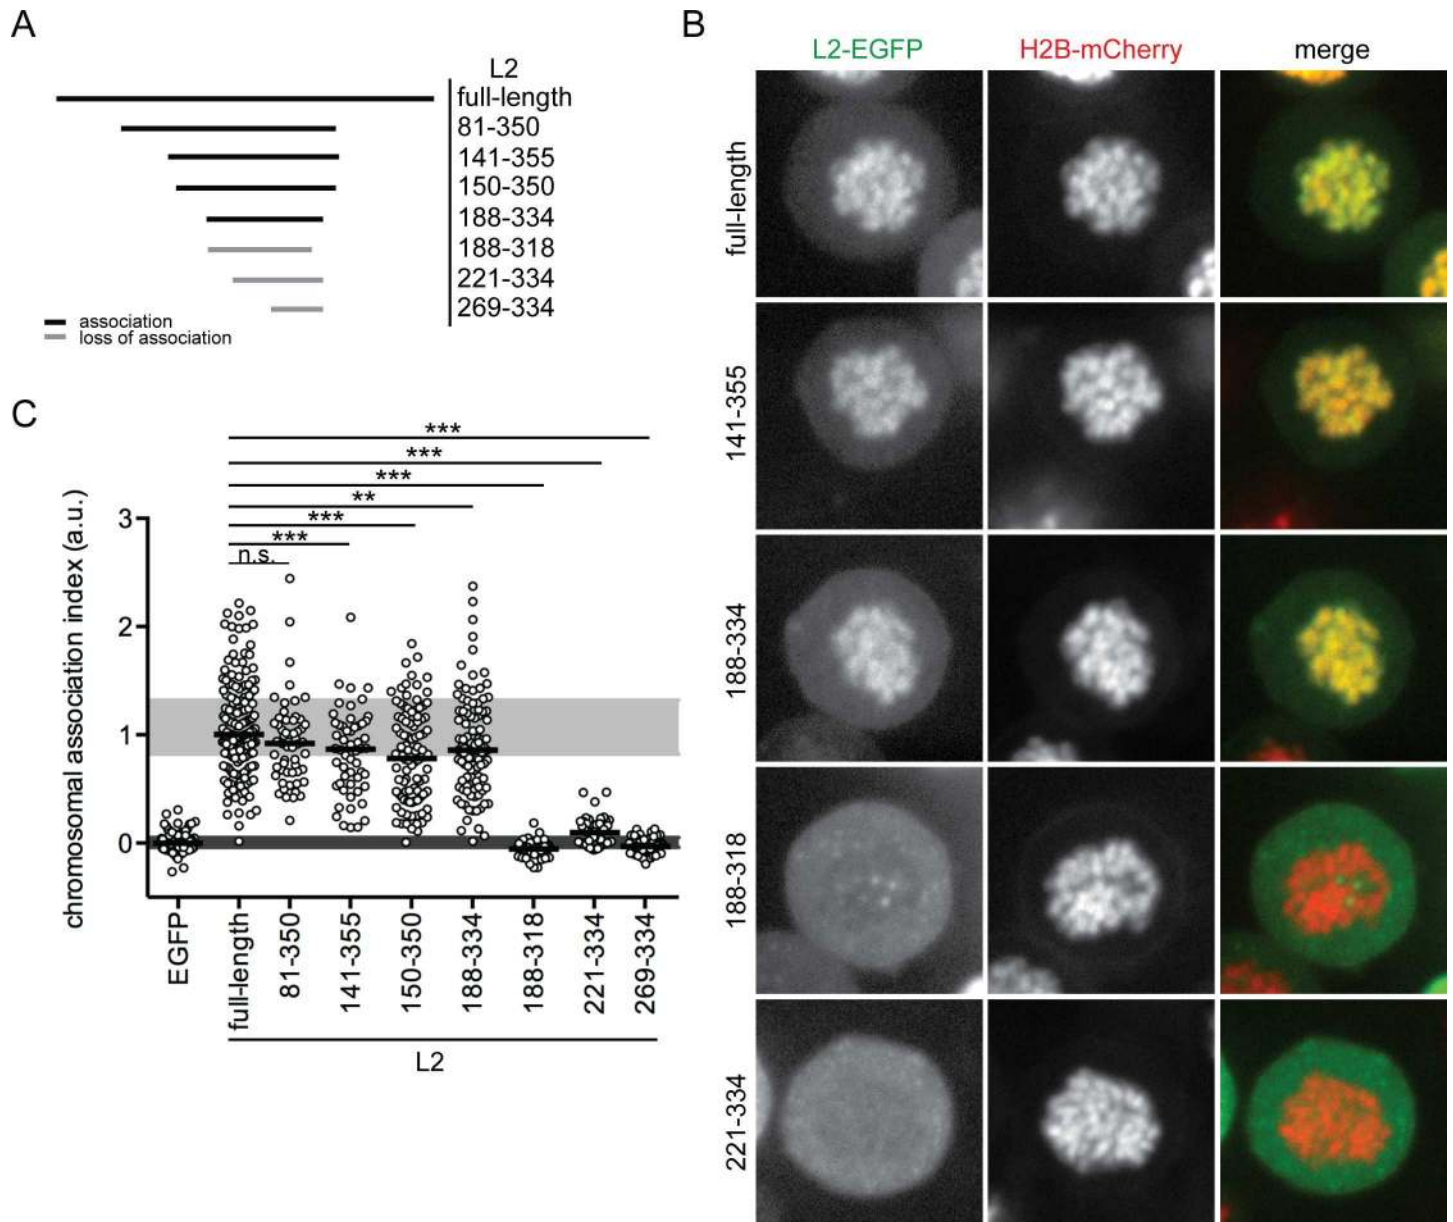 A
L2
full-length
81-350
141-355
150-350
188-334
188-318
221-334
269-334
association
loss of association
B
L2-EGFP
H2B-mCherry
merge
full-length
141-355
188-334
188-318
221-334
C
chromosomal association index (a.u.)
3
2
1
0
***
***
***
**
***
***
n.s.
EGFP
full-length
81-350
141-355
150-350
188-334
188-318
221-334
269-334
L2